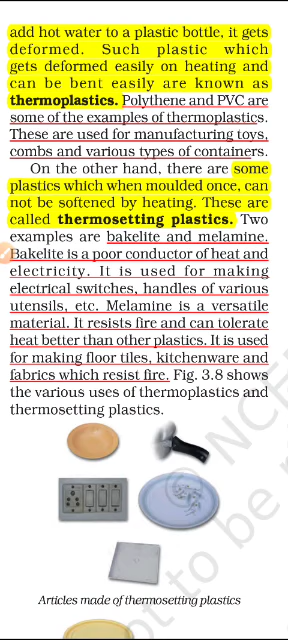 add hot water to a plastic bottle, it gets
deformed. Such plastic which
gets deformed easily on heating and
can be bent easily are known as
thermoplastics. Polythene and PVC are
some of the examples of thermoplastics.
These are used for manufacturing toys,
combs and various types of containers.
On the other hand, there are some
plastics which when moulded once, can
not be softened by heating. These are
called thermosetting plastics. Two
examples are bakelite and melamine.
Bakelite is a poor conductor of heat and
electricity. It is used for making
electrical switches, handles of various
utensils, etc. Melamine is a versatile
material. It resists fire and can tolerate
heat better than other plastics. It is used
for making floor tiles, kitchenware and
fabrics which resist fire. Fig. 3.8 shows
the various uses of thermoplastics and
thermosetting plastics.
Articles made of thermosetting plastics
to be